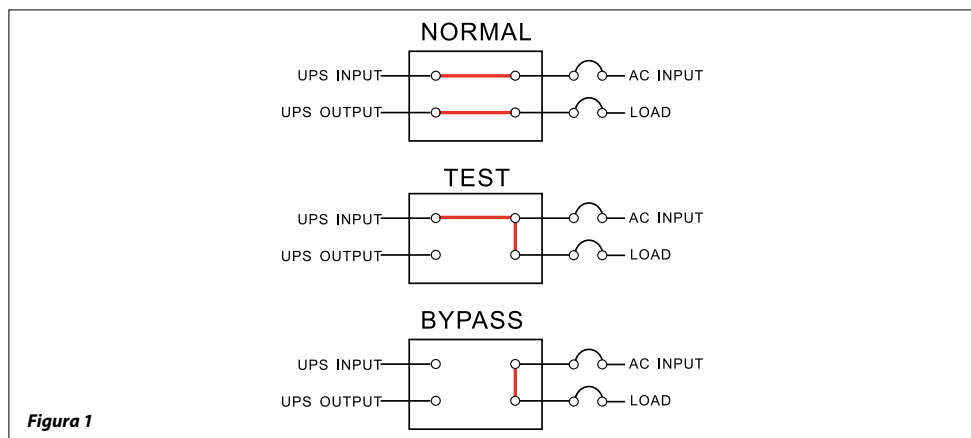 NORMAL
UPS INPUT AC INPUT
UPS OUTPUT LOAD
TEST
UPS INPUT AC INPUT
UPS OUTPUT LOAD
BYPASS
UPS INPUT AC INPUT
UPS OUTPUT LOAD
Figura 1